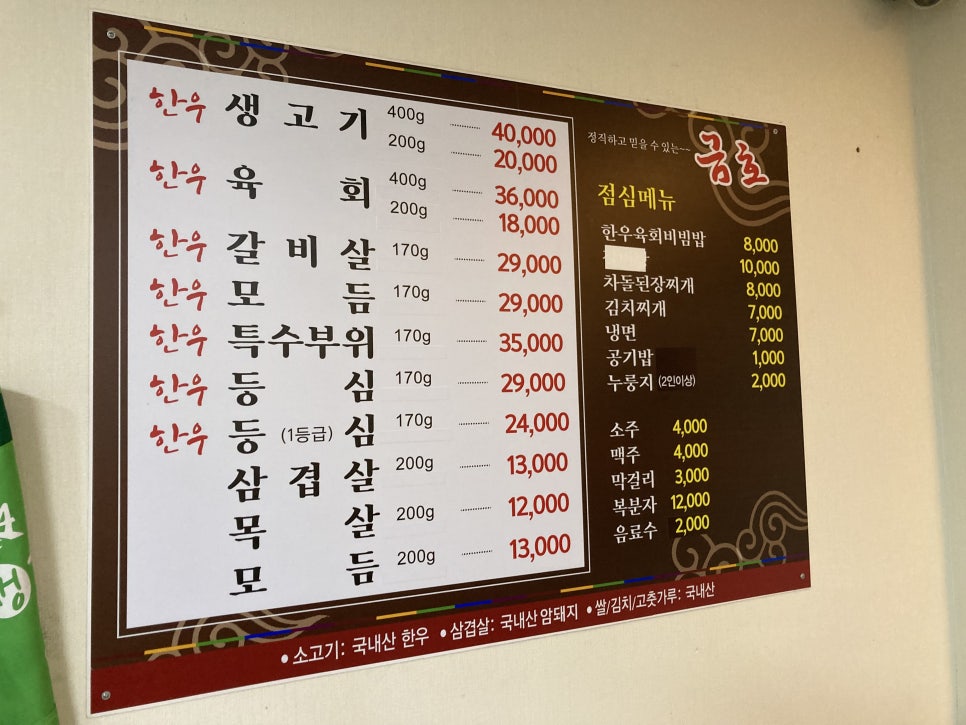 한우 생고기 400g 40,000
200g 20,000
한우 육회 400g 36,000
200g 18,000
한우 갈비살 170g 29,000
한우 모듬 170g 29,000
한우 특수부위 170g 35,000
한우 등심 170g 29,000
한우 등(1등급)심 170g 24,000
삼겹살 200g 13,000
목살 200g 12,000
모듬 200g 13,000
정직하고 믿을 수 있는~~ 금호
점심메뉴
한우육회비빔밥 8,000
10,000
차돌된장찌개 8,000
김치찌개 7,000
냉면 7,000
공기밥 1,000
누룽지 (2인이상) 2,000
소주 4,000
맥주 4,000
막걸리 3,000
복분자 12,000
음료수 2,000
• 소고기: 국내산 한우 • 삼겹살: 국내산 암돼지 • 쌀/김치/고춧가루: 국내산